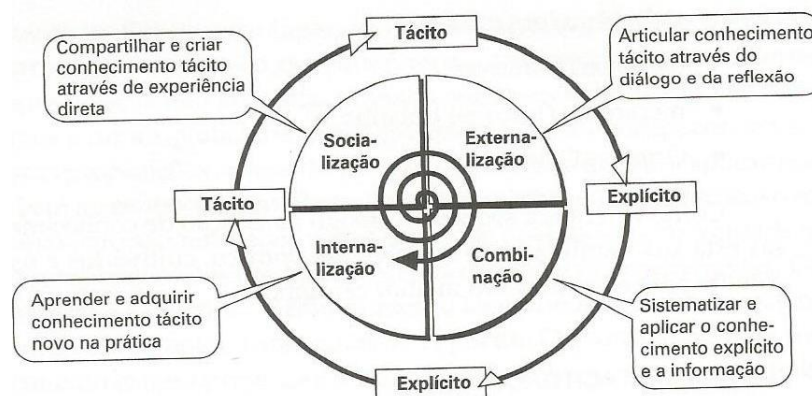 Tácito
Compartilhar e criar
conhecimento tácito
através de experiência
direta
Articular conhecimento
tácito através do
diálogo e da reflexão
Socia-
lização
Externa-
lização
Tácito
Explícito
Interna-
lização
Combi-
nação
Aprender e adquirir
conhecimento tácito
novo na prática
Sistematizar e
aplicar o conhe-
cimento explícito
e a informação
Explícito